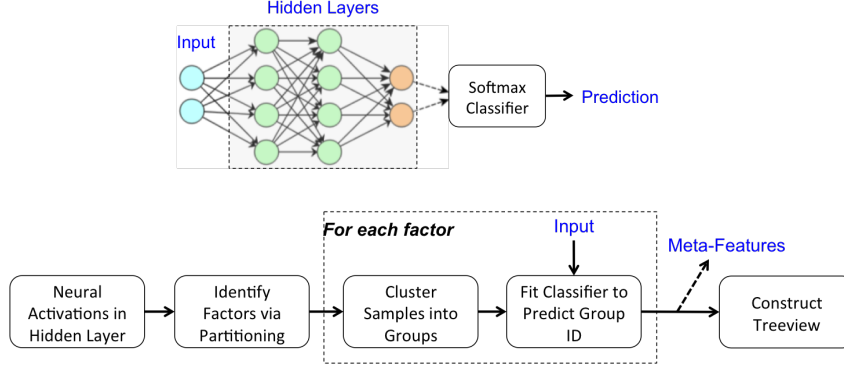 Hidden Layers
Input
Softmax
Classifier
Prediction
For each factor
Input
Meta-Features
Neural
Activations in
Hidden Layer
Identify
Factors via
Partitioning
Cluster
Samples into
Groups
Fit Classifier to
Predict Group
ID
Construct
Treeview